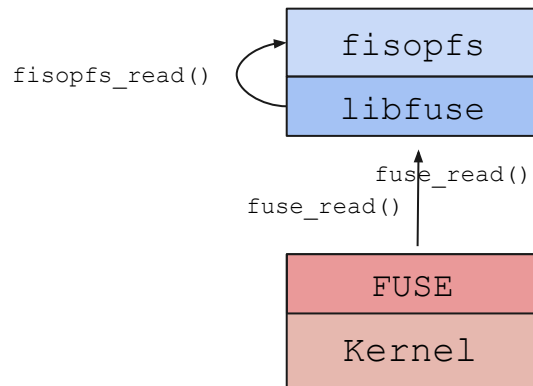 fisopfs
fisopfs_read()
libfuse
fuse_read()
fuse_read()
FUSE
Kernel